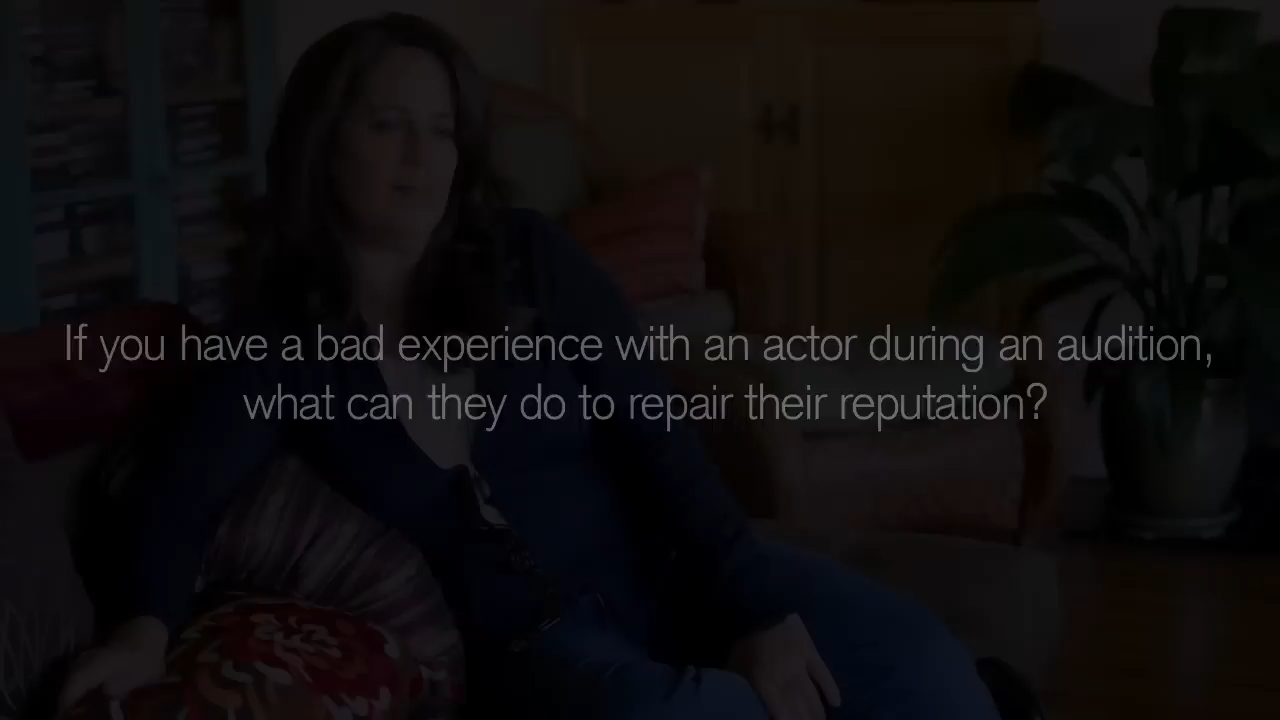 If you have a bad experience with an actor during an audition,
what can they do to repair their reputation?